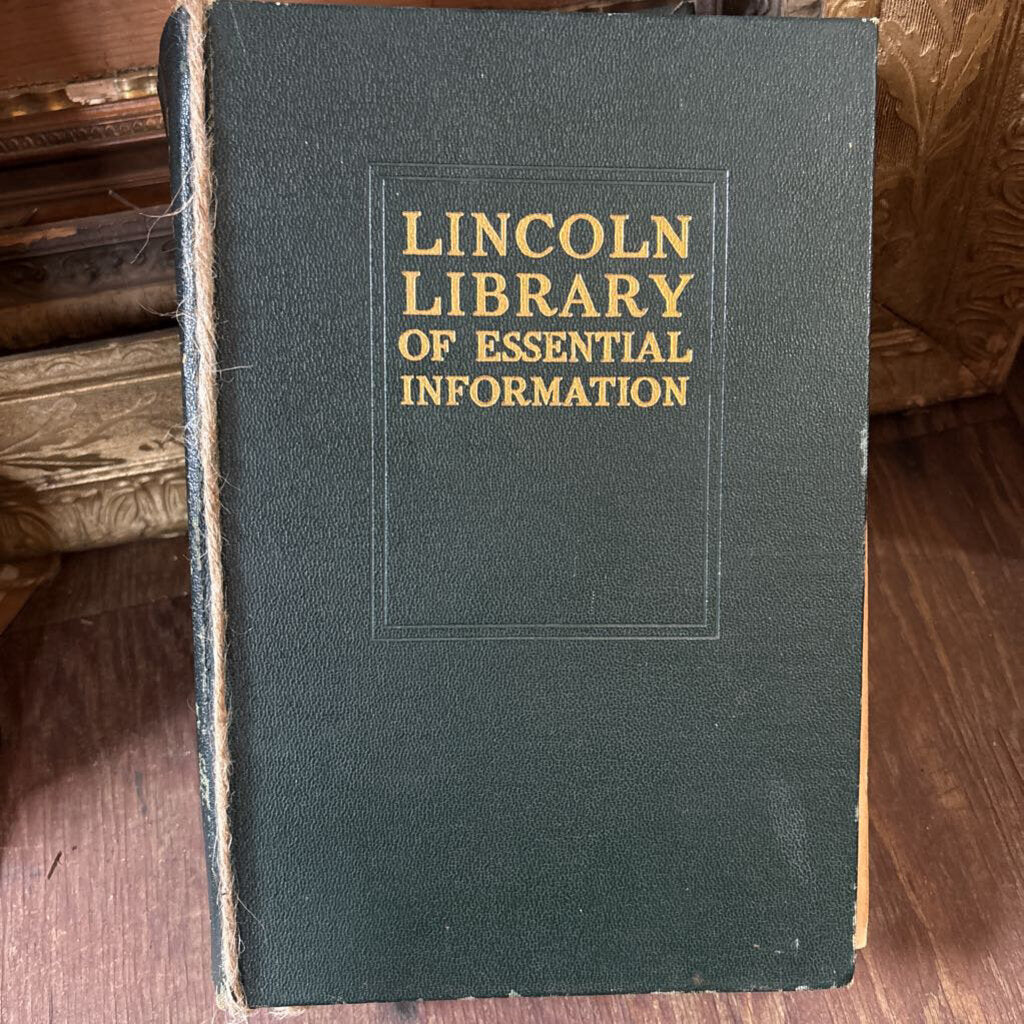 LINCOLN
LIBRARY
OF ESSENTIAL
INFORMATION